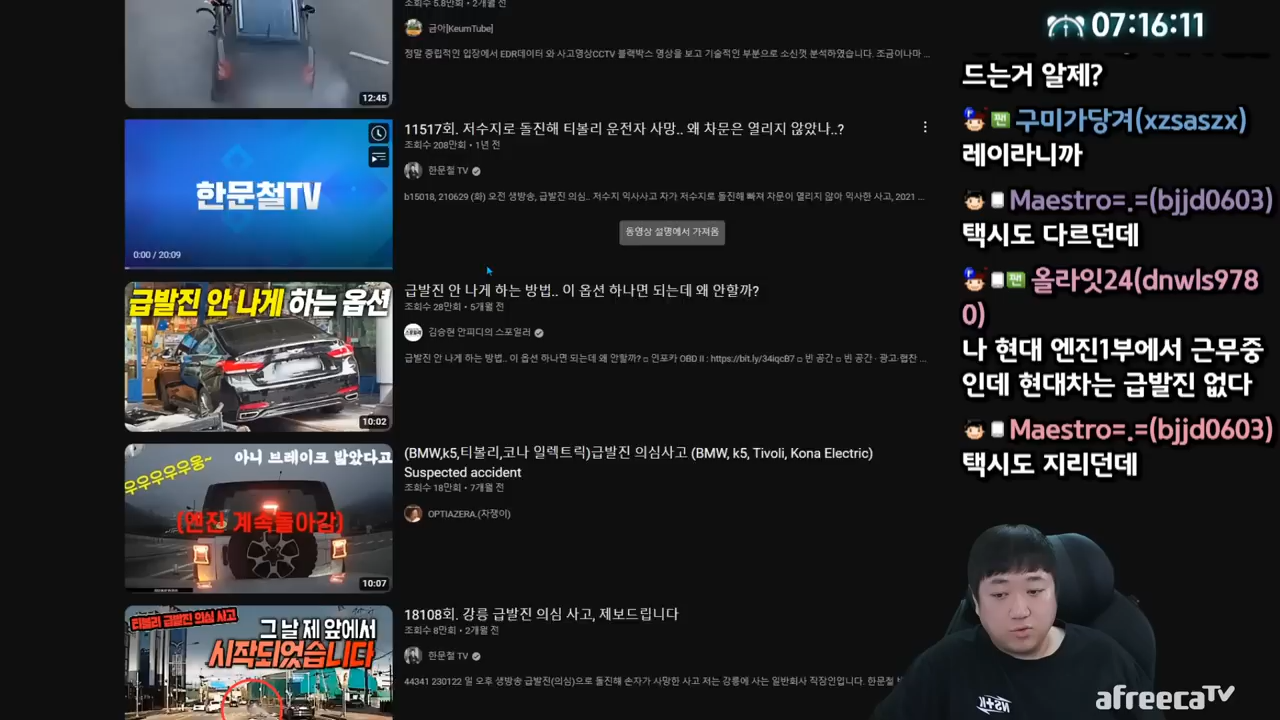 조회수 5.8만회 • 2개월 전
금아[KeumTube]
정말 중립적인 입장에서 EDR데이터 와 사고영상CCTV 블랙박스 영상을 보고 기술적인 부분으로 소신껏 분석하였습니다. 조금이나마 ...
12:45
한문철TV
0:00 / 20:09
11517회. 저수지로 돌진해 티볼리 운전자 사망.. 왜 차문은 열리지 않았나..?
조회수 208만회 • 1년 전
한문철 TV
b15018, 210629 (화) 오전 생방송, 급발진 의심.. 저수지 익사사고 차가 저수지로 돌진해 빠져 차문이 열리지 않아 익사한 사고, 2021 ...
동영상 설명에서 가져옴
급발진 안 나게 하는 옵션
10:02
급발진 안 나게 하는 방법.. 이 옵션 하나면 되는데 왜 안할까?
조회수 28만회 • 5개월 전
김승현 안피디의 스포일러
급발진 안 나게 하는 방법.. 이 옵션 하나면 되는데 왜 안할까? ㅁ 인포카 OBD II : https://bit.ly/34iqcB7 ㅁ 빈 공간 ㅁ 빈 공간 · 광고·협찬 ...
아니 브레이크 밟았다고
우우우우우웅~
(엔진 계속돌아감)
10:07
(BMW,k5,티볼리,코나 일렉트릭)급발진 의심사고 (BMW, k5, Tivoli, Kona Electric)
Suspected accident
조회수 18만회 • 7개월 전
OPTIAZERA.(차쟁이)
티볼리 급발진 의심 사고
그날 제 앞에서
시작되었습니다
18108회. 강릉 급발진 의심 사고, 제보드립니다
조회수 8만회 • 2개월 전
한문철 TV
44341 230122 일 오후 생방송 급발진(의심)으로 돌진해 손자가 사망한 사고 저는 강릉에 사는 일반회사 직장인입니다. 한문철
07:16:11
드는거 알제?
팬 구미가당겨(xzsaszx)
레이라니까
Maestro=.=(bjjd0603)
택시도 다르던데
팬 올라잇24(dnwls978
0)
나 현대 엔진1부에서 근무중
인데 현대차는 급발진 없다
Maestro=.=(bjjd0603)
택시도 지리던데
afreecaTV